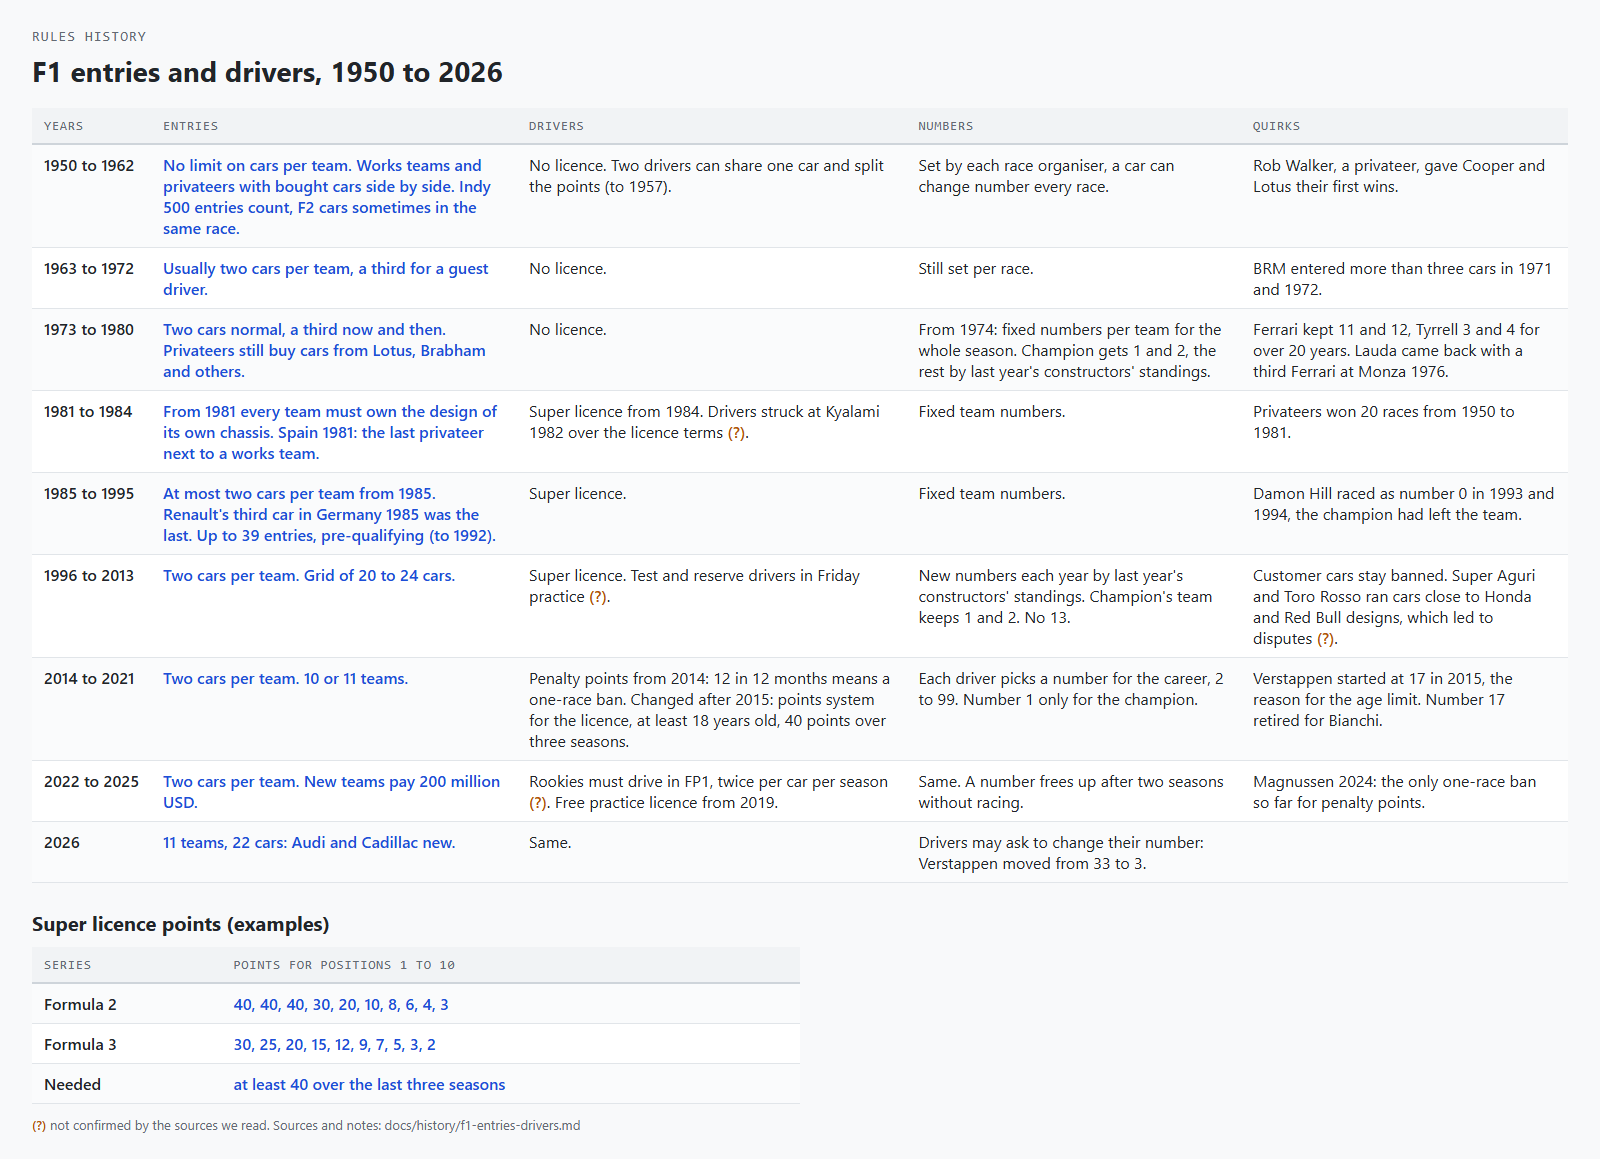 RULES HISTORY
F1 entries and drivers, 1950 to 2026
YEARS ENTRIES DRIVERS NUMBERS QUIRKS
1950 to 1962
No limit on cars per team. Works teams and
privateers with bought cars side by side. Indy
500 entries count, F2 cars sometimes in the
same race.
No licence. Two drivers can share one car and split
the points (to 1957).
Set by each race organiser, a car can
change number every race.
Rob Walker, a privateer, gave Cooper and
Lotus their first wins.
1963 to 1972
Usually two cars per team, a third for a guest
driver.
No licence.
Still set per race.
BRM entered more than three cars in 1971
and 1972.
1973 to 1980
Two cars normal, a third now and then.
Privateers still buy cars from Lotus, Brabham
and others.
No licence.
From 1974: fixed numbers per team for the
whole season. Champion gets 1 and 2, the
rest by last year's constructors' standings.
Ferrari kept 11 and 12, Tyrrell 3 and 4 for
over 20 years. Lauda came back with a
third Ferrari at Monza 1976.
1981 to 1984
From 1981 every team must own the design of
its own chassis. Spain 1981: the last privateer
next to a works team.
Super licence from 1984. Drivers struck at Kyalami
1982 over the licence terms (?).
Fixed team numbers.
Privateers won 20 races from 1950 to
1981.
1985 to 1995
At most two cars per team from 1985.
Renault's third car in Germany 1985 was the
last. Up to 39 entries, pre-qualifying (to 1992).
Super licence.
Fixed team numbers.
Damon Hill raced as number 0 in 1993 and
1994, the champion had left the team.
1996 to 2013
Two cars per team. Grid of 20 to 24 cars.
Super licence. Test and reserve drivers in Friday
practice (?).
New numbers each year by last year's
constructors' standings. Champion's team
keeps 1 and 2. No 13.
Customer cars stay banned. Super Aguri
and Toro Rosso ran cars close to Honda
and Red Bull designs, which led to
disputes (?).
2014 to 2021
Two cars per team. 10 or 11 teams.
Penalty points from 2014: 12 in 12 months means a
one-race ban. Changed after 2015: points system
for the licence, at least 18 years old, 40 points over
three seasons.
Each driver picks a number for the career, 2
to 99. Number 1 only for the champion.
Verstappen started at 17 in 2015, the
reason for the age limit. Number 17
retired for Bianchi.
2022 to 2025
Two cars per team. New teams pay 200 million
USD.
Rookies must drive in FP1, twice per car per season
(?). Free practice licence from 2019.
Same. A number frees up after two seasons
without racing.
Magnussen 2024: the only one-race ban
so far for penalty points.
2026
11 teams, 22 cars: Audi and Cadillac new.
Same.
Drivers may ask to change their number:
Verstappen moved from 33 to 3.
Super licence points (examples)
SERIES POINTS FOR POSITIONS 1 TO 10
Formula 2 40, 40, 40, 30, 20, 10, 8, 6, 4, 3
Formula 3 30, 25, 20, 15, 12, 9, 7, 5, 3, 2
Needed at least 40 over the last three seasons
(?) not confirmed by the sources we read. Sources and notes: docs/history/f1-entries-drivers.md